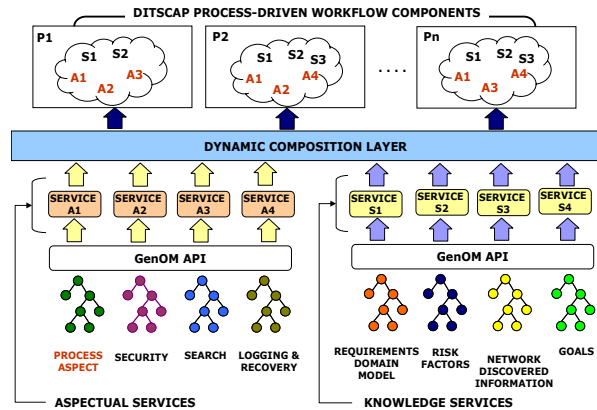 DITSCAP PROCESS-DRIVEN WORKFLOW COMPONENTS
P1
S1 S2
A1 A2 A3
P2
S1 S2 S3
A1 A2 A4
....
Pn
S1 S2 S3
A1 A3 A4
DYNAMIC COMPOSITION LAYER
SERVICE A1
SERVICE A2
SERVICE A3
SERVICE A4
SERVICE S1
SERVICE S2
SERVICE S3
SERVICE S4
GenOM API
GenOM API
PROCESS
ASPECT
SECURITY
SEARCH
LOGGING &
RECOVERY
REQUIREMENTS
DOMAIN
MODEL
RISK
FACTORS
NETWORK
DISCOVERED
INFORMATION
GOALS
ASPECTUAL SERVICES
KNOWLEDGE SERVICES